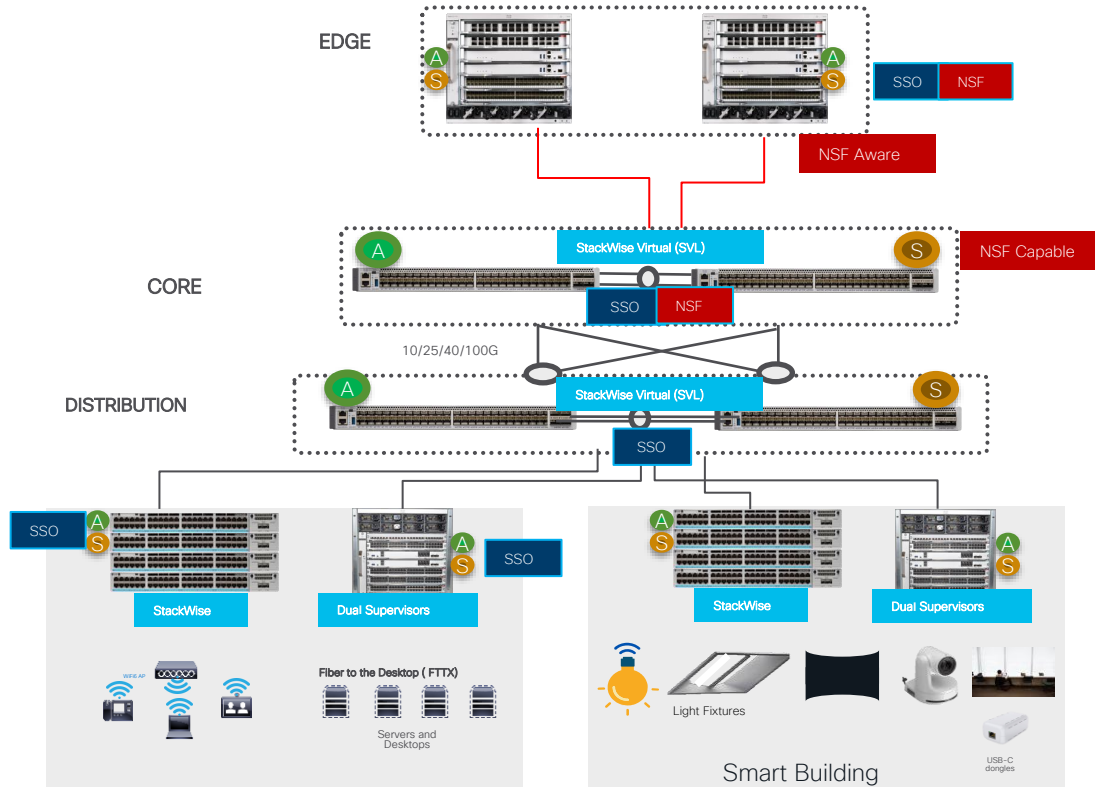 EDGE
A
S
A
S
SSO
NSF
NSF Aware
A
StackWise Virtual (SVL)
S
NSF Capable
CORE
SSO
NSF
10/25/40/100G
A
StackWise Virtual (SVL)
S
DISTRIBUTION
SSO
SSO
A
S
A
S
SSO
A
S
A
S
StackWise
Dual Supervisors
StackWise
Dual Supervisors
WiFi6 AP
Fiber to the Desktop ( FTTX)
Servers and
Desktops
Light Fixtures
USB-C
dongles
Smart Building